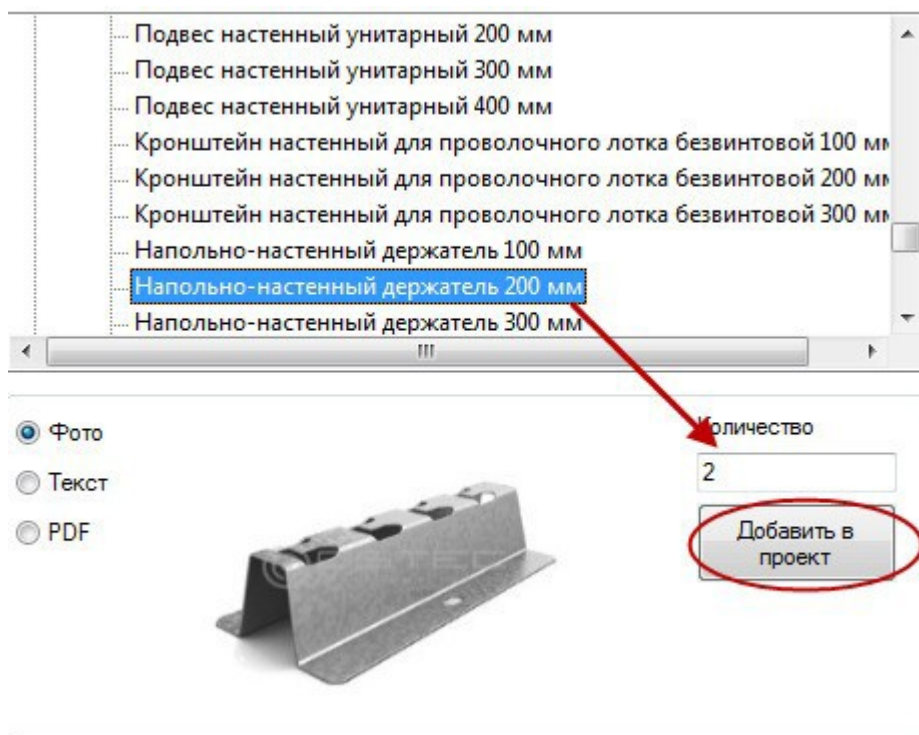 Подвес настенный унитарный 200 мм
Подвес настенный унитарный 300 мм
Подвес настенный унитарный 400 мм
Кронштейн настенный для проволочного лотка безвинтовой 100 мм
Кронштейн настенный для проволочного лотка безвинтовой 200 мм
Кронштейн настенный для проволочного лотка безвинтовой 300 мм
Напольно-настенный держатель 100 мм
Напольно-настенный держатель 200 мм
Напольно-настенный держатель 300 мм
Фото
Количество
Текст
2
PDF
Добавить в
проект